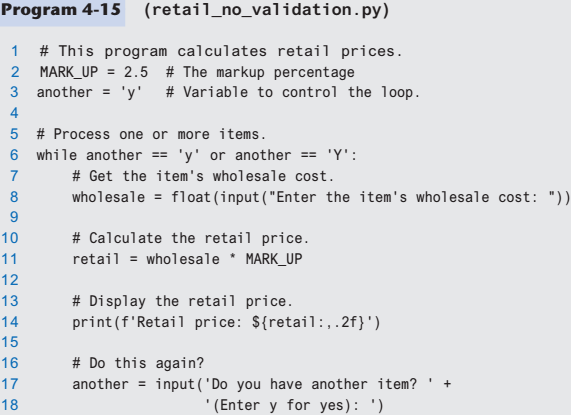 Program 4-15 (retail_no_validation.py)
1 # This program calculates retail prices.
2 MARK_UP = 2.5 # The markup percentage
3 another = 'y' # Variable to control the loop.
4
5 # Process one or more items.
6 while another == 'y' or another == 'Y':
7 # Get the item's wholesale cost.
8 wholesale = float(input("Enter the item's wholesale cost: "))
9
10 # Calculate the retail price.
11 retail = wholesale * MARK_UP
12
13 # Display the retail price.
14 print(f'Retail price: ${retail:,.2f}')
15
16 # Do this again?
17 another = input('Do you have another item? ' +
18 '(Enter y for yes): ')